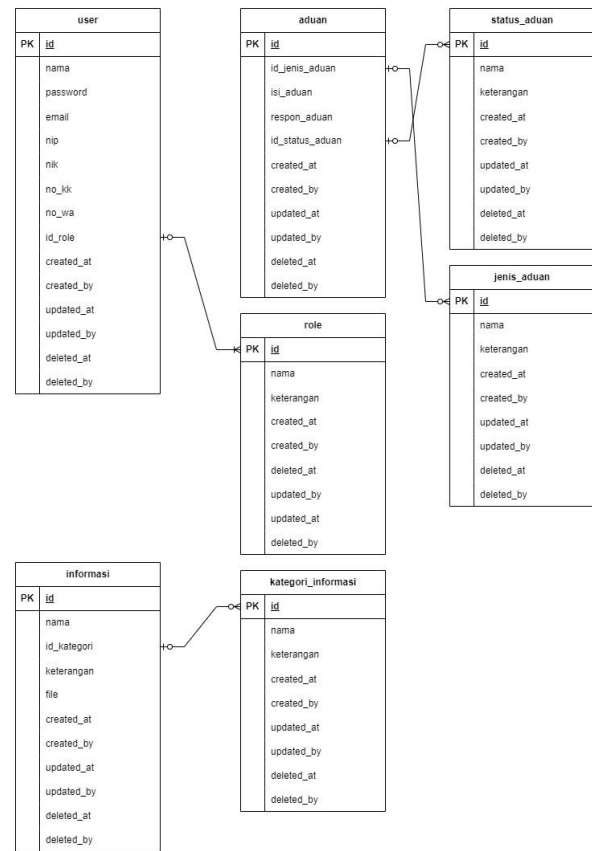 user
PK id
nama
password
email
nip
nik
no_kk
no_wa
id_role
created_at
created_by
updated_at
updated_by
deleted_at
deleted_by
aduan
PK id
id_jenis_aduan
isi_aduan
respon_aduan
id_status_aduan
created_at
created_by
updated_at
updated_by
deleted_at
deleted_by
status_aduan
PK id
nama
keterangan
created_at
created_by
updated_at
updated_by
deleted_at
deleted_by
jenis_aduan
PK id
nama
keterangan
created_at
created_by
updated_at
updated_by
deleted_at
deleted_by
role
PK id
nama
keterangan
created_at
created_by
deleted_at
updated_by
updated_at
deleted_by
informasi
PK id
nama
id_kategori
keterangan
file
created_at
created_by
updated_at
updated_by
deleted_at
deleted_by
kategori_informasi
PK id
nama
keterangan
created_at
created_by
updated_at
updated_by
deleted_at
deleted_by